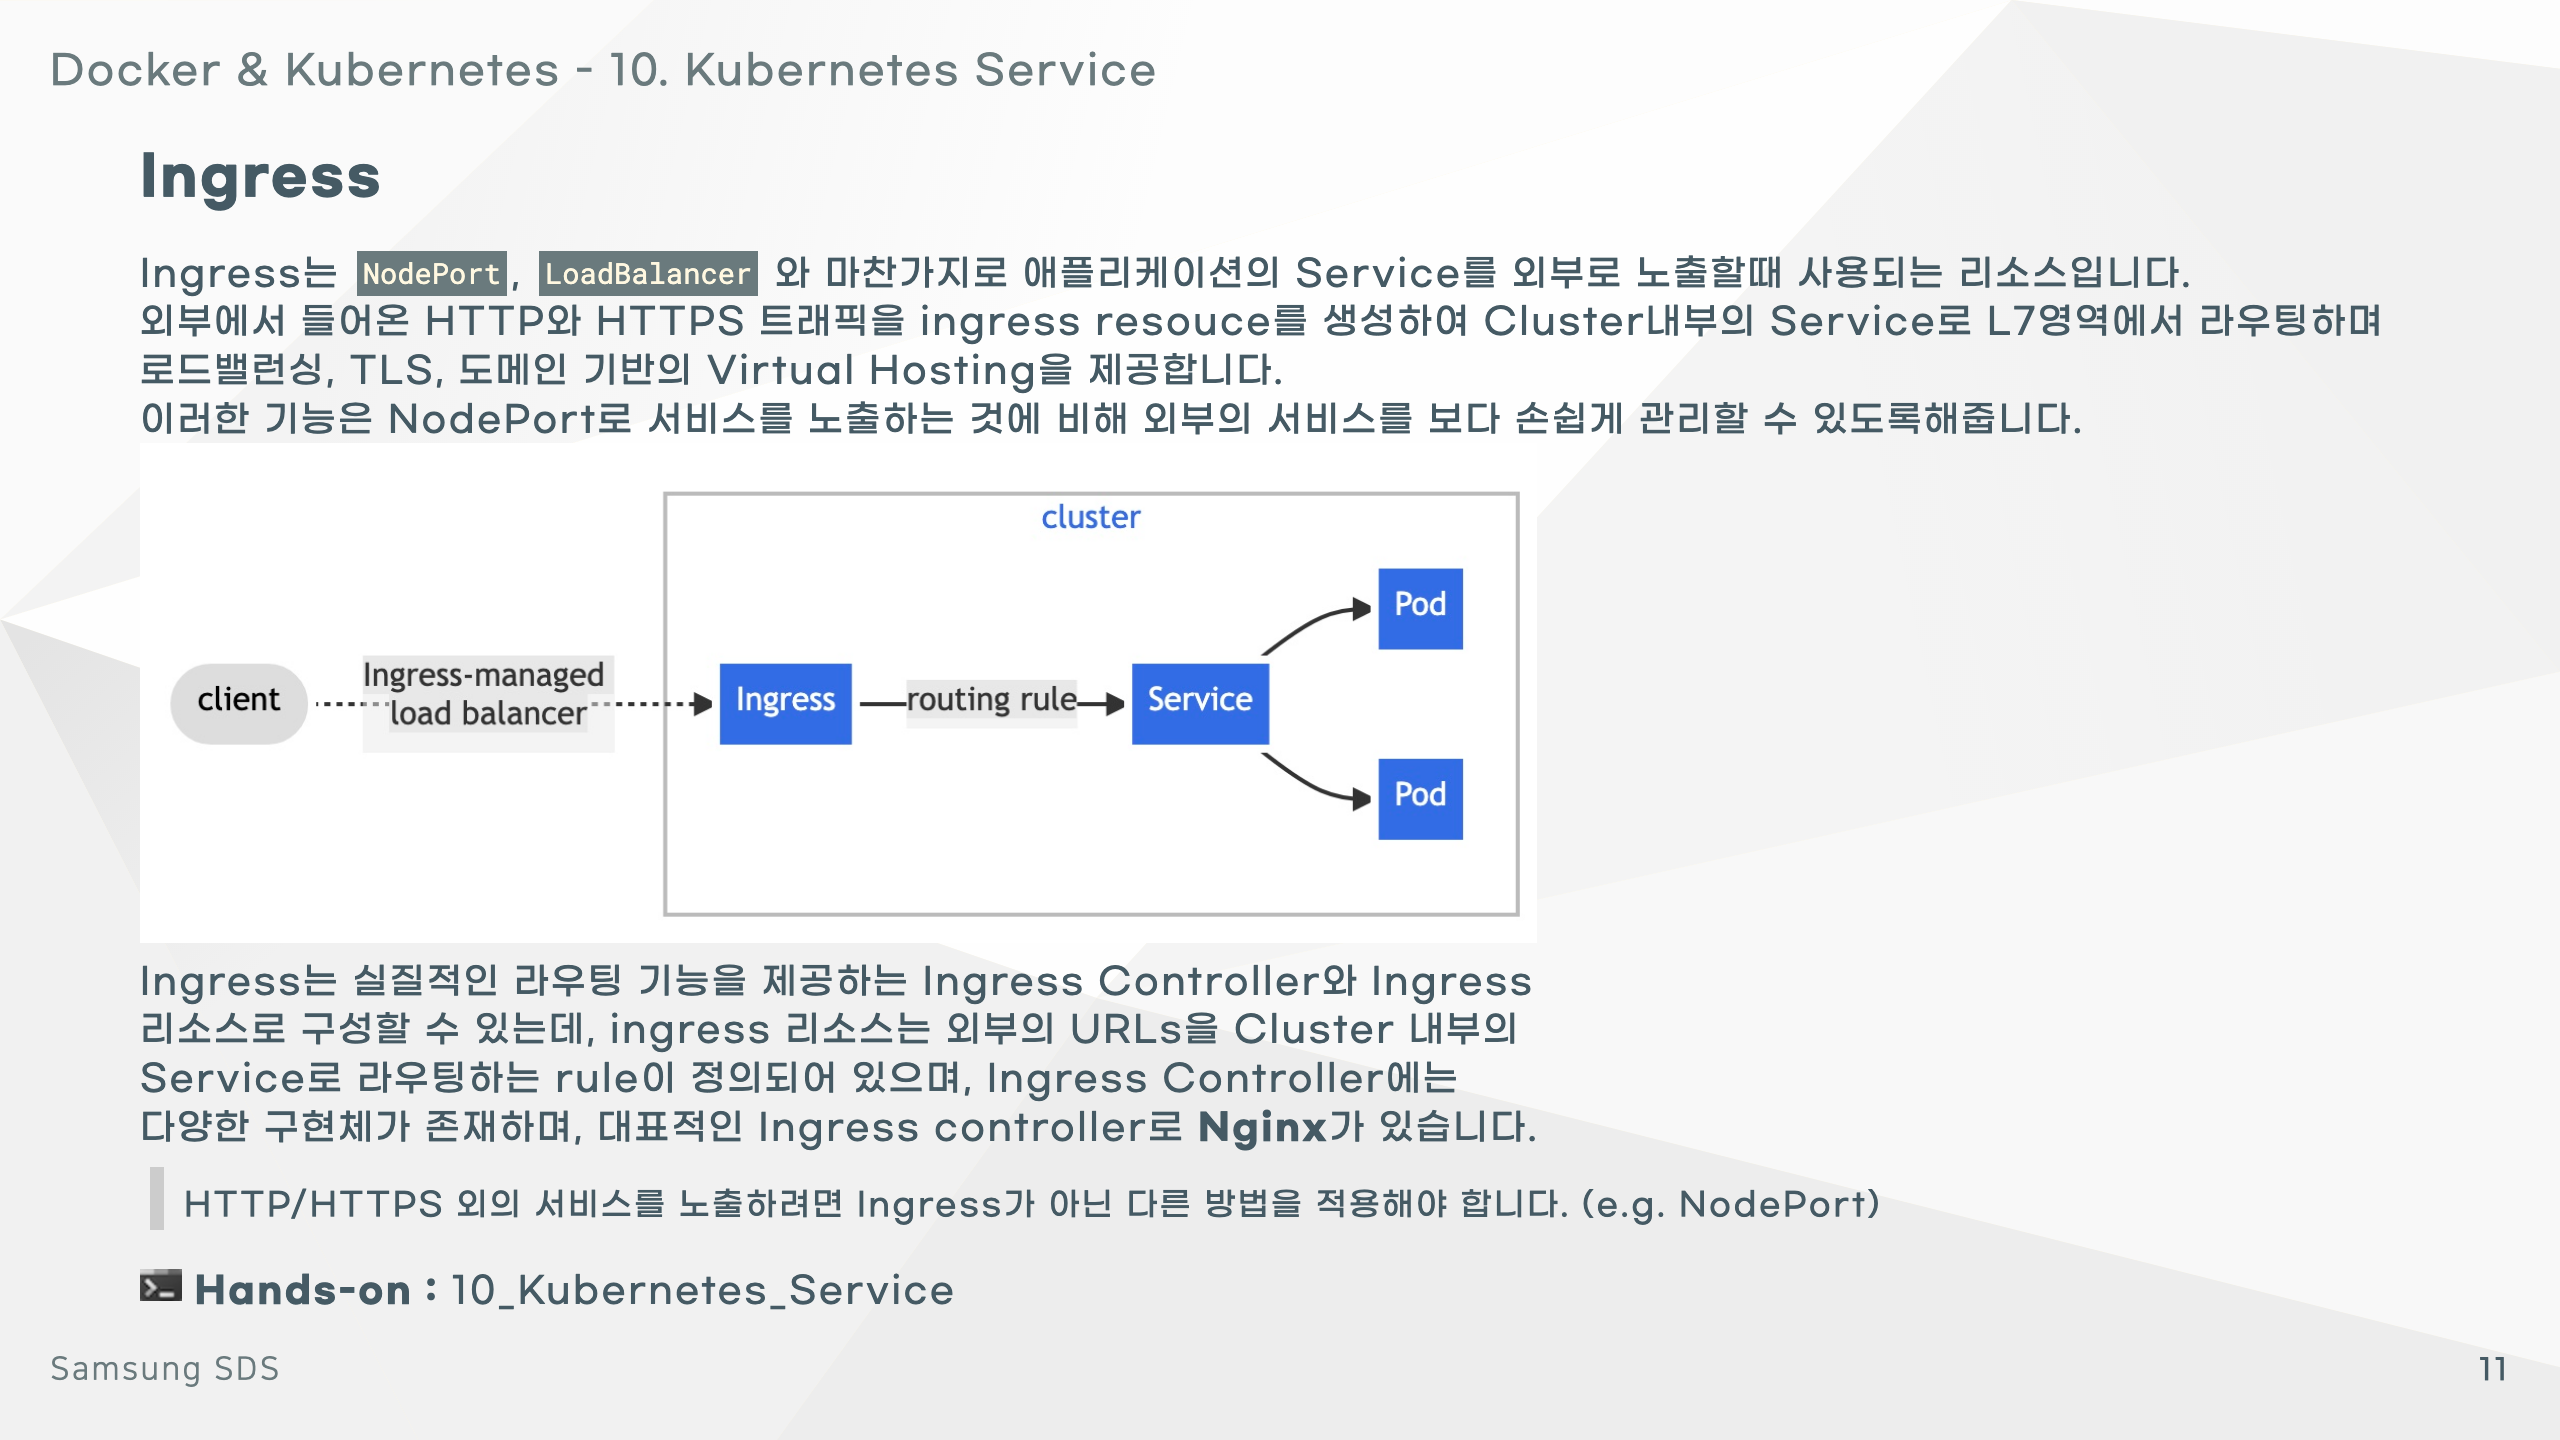 Docker & Kubernetes - 10. Kubernetes Service
Ingress
Ingress는 NodePort, LoadBalancer 와 마찬가지로 애플리케이션의 Service를 외부로 노출할때 사용되는 리소스입니다.
외부에서 들어온 HTTP와 HTTPS 트래픽을 ingress resouce를 생성하여 Cluster내부의 Service로 L7영역에서 라우팅하며
로드밸런싱, TLS, 도메인 기반의 Virtual Hosting을 제공합니다.
이러한 기능은 NodePort로 서비스를 노출하는 것에 비해 외부의 서비스를 보다 손쉽게 관리할 수 있도록해줍니다.
cluster
Pod
client
Ingress-managed
load balancer
Ingress
routing rule
Service
Pod
Ingress는 실질적인 라우팅 기능을 제공하는 Ingress Controller와 Ingress
리소스로 구성할 수 있는데, ingress 리소스는 외부의 URLs을 Cluster 내부의
Service로 라우팅하는 rule이 정의되어 있으며, Ingress Controller에는
다양한 구현체가 존재하며, 대표적인 Ingress controller로 Nginx가 있습니다.
HTTP/HTTPS 외의 서비스를 노출하려면 Ingress가 아닌 다른 방법을 적용해야 합니다. (e.g. NodePort)
Hands-on : 10_Kubernetes_Service
Samsung SDS
11